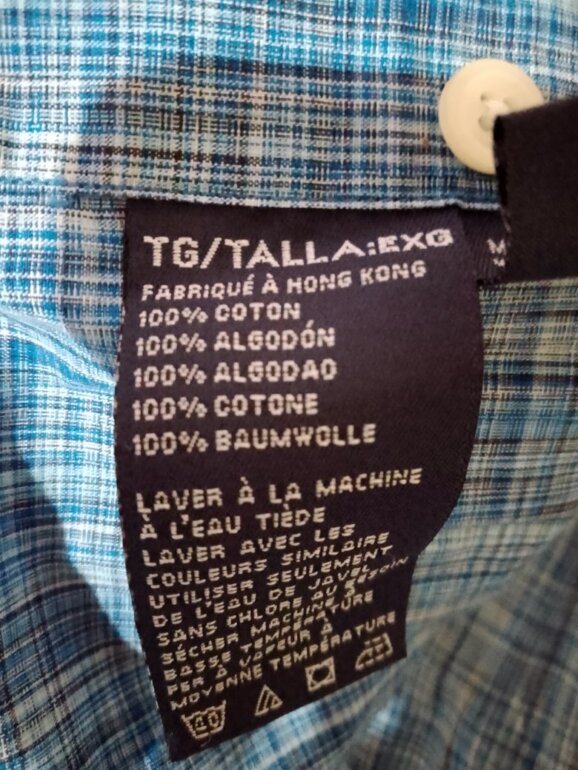 TG/TALLA:EXG
FABRIQUÉ À HONG KONG
100% COTON
100% ALGODÓN
100% ALGODAO
100% COTONE
100% BAUMWOLLE
LAVER À LA MACHINE
À L'EAU TIÈDE
LAVER AVEC LES
COULEURS SIMILAIRE
UTILISER SEULEMENT
DE L'EAU DE JAVEL
SANS CHLORE AU BESOIN
SÉCHER MACHINE À
BASSE TEMPÉRATURE
FER À VAPEUR À
MOYENNE TEMPÉRATURE
40